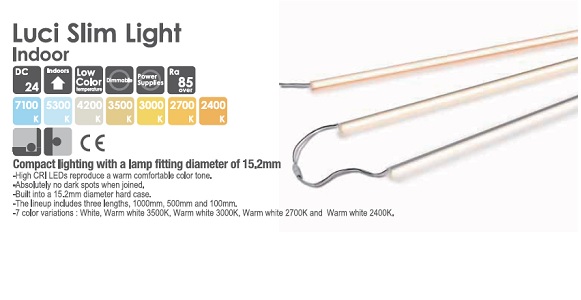 Luci Slim Light
Indoor
DC 24
Indoors
Low Color temperature
Dimmable
Power Supplies
Ra 85 over
7100 K
5300 K
4200 K
3500 K
3000 K
2700 K
2400 K
CE
Compact lighting with a lamp fitting diameter of 15,2mm
-High CRI LEDs reproduce a warm comfortable color tone.
-Absolutely no dark spots when joined,
-Built into a 15.2mm diameter hard case.
-The lineup includes three lengths, 1000mm, 500mm and 100mm.
-7 color variations : White, Warm white 3500K, Warm white 3000K, Warm white 2700K and Warm white 2400K.